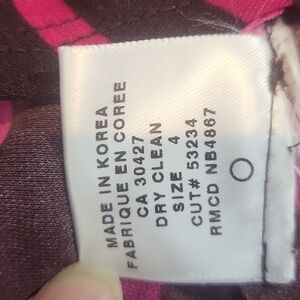 MADE IN KOREA
FABRIQUE EN COREE
CA 30427
DRY CLEAN
SIZE 4
CUT# 53234
RMCD NB4867